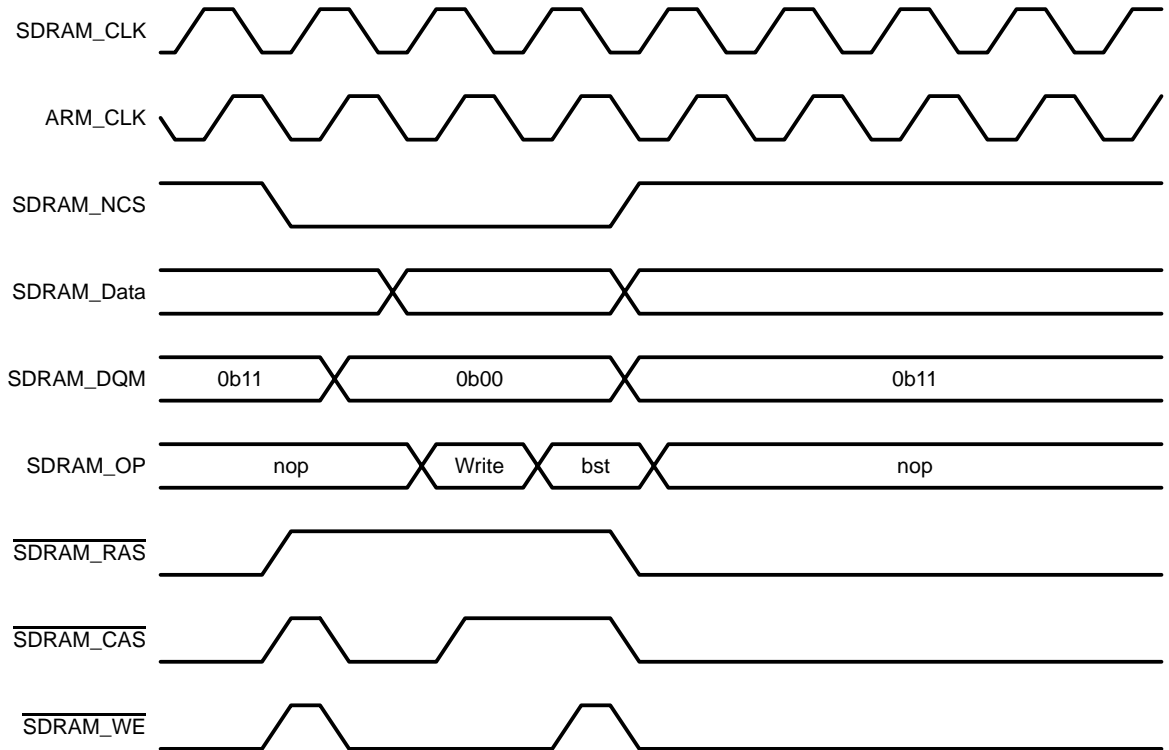 SDRAM_CLK
ARM_CLK
SDRAM_NCS
SDRAM_Data
SDRAM_DQM 0b11 0b00 0b11
SDRAM_OP nop Write bst nop
SDRAM_RAS
SDRAM_CAS
SDRAM_WE